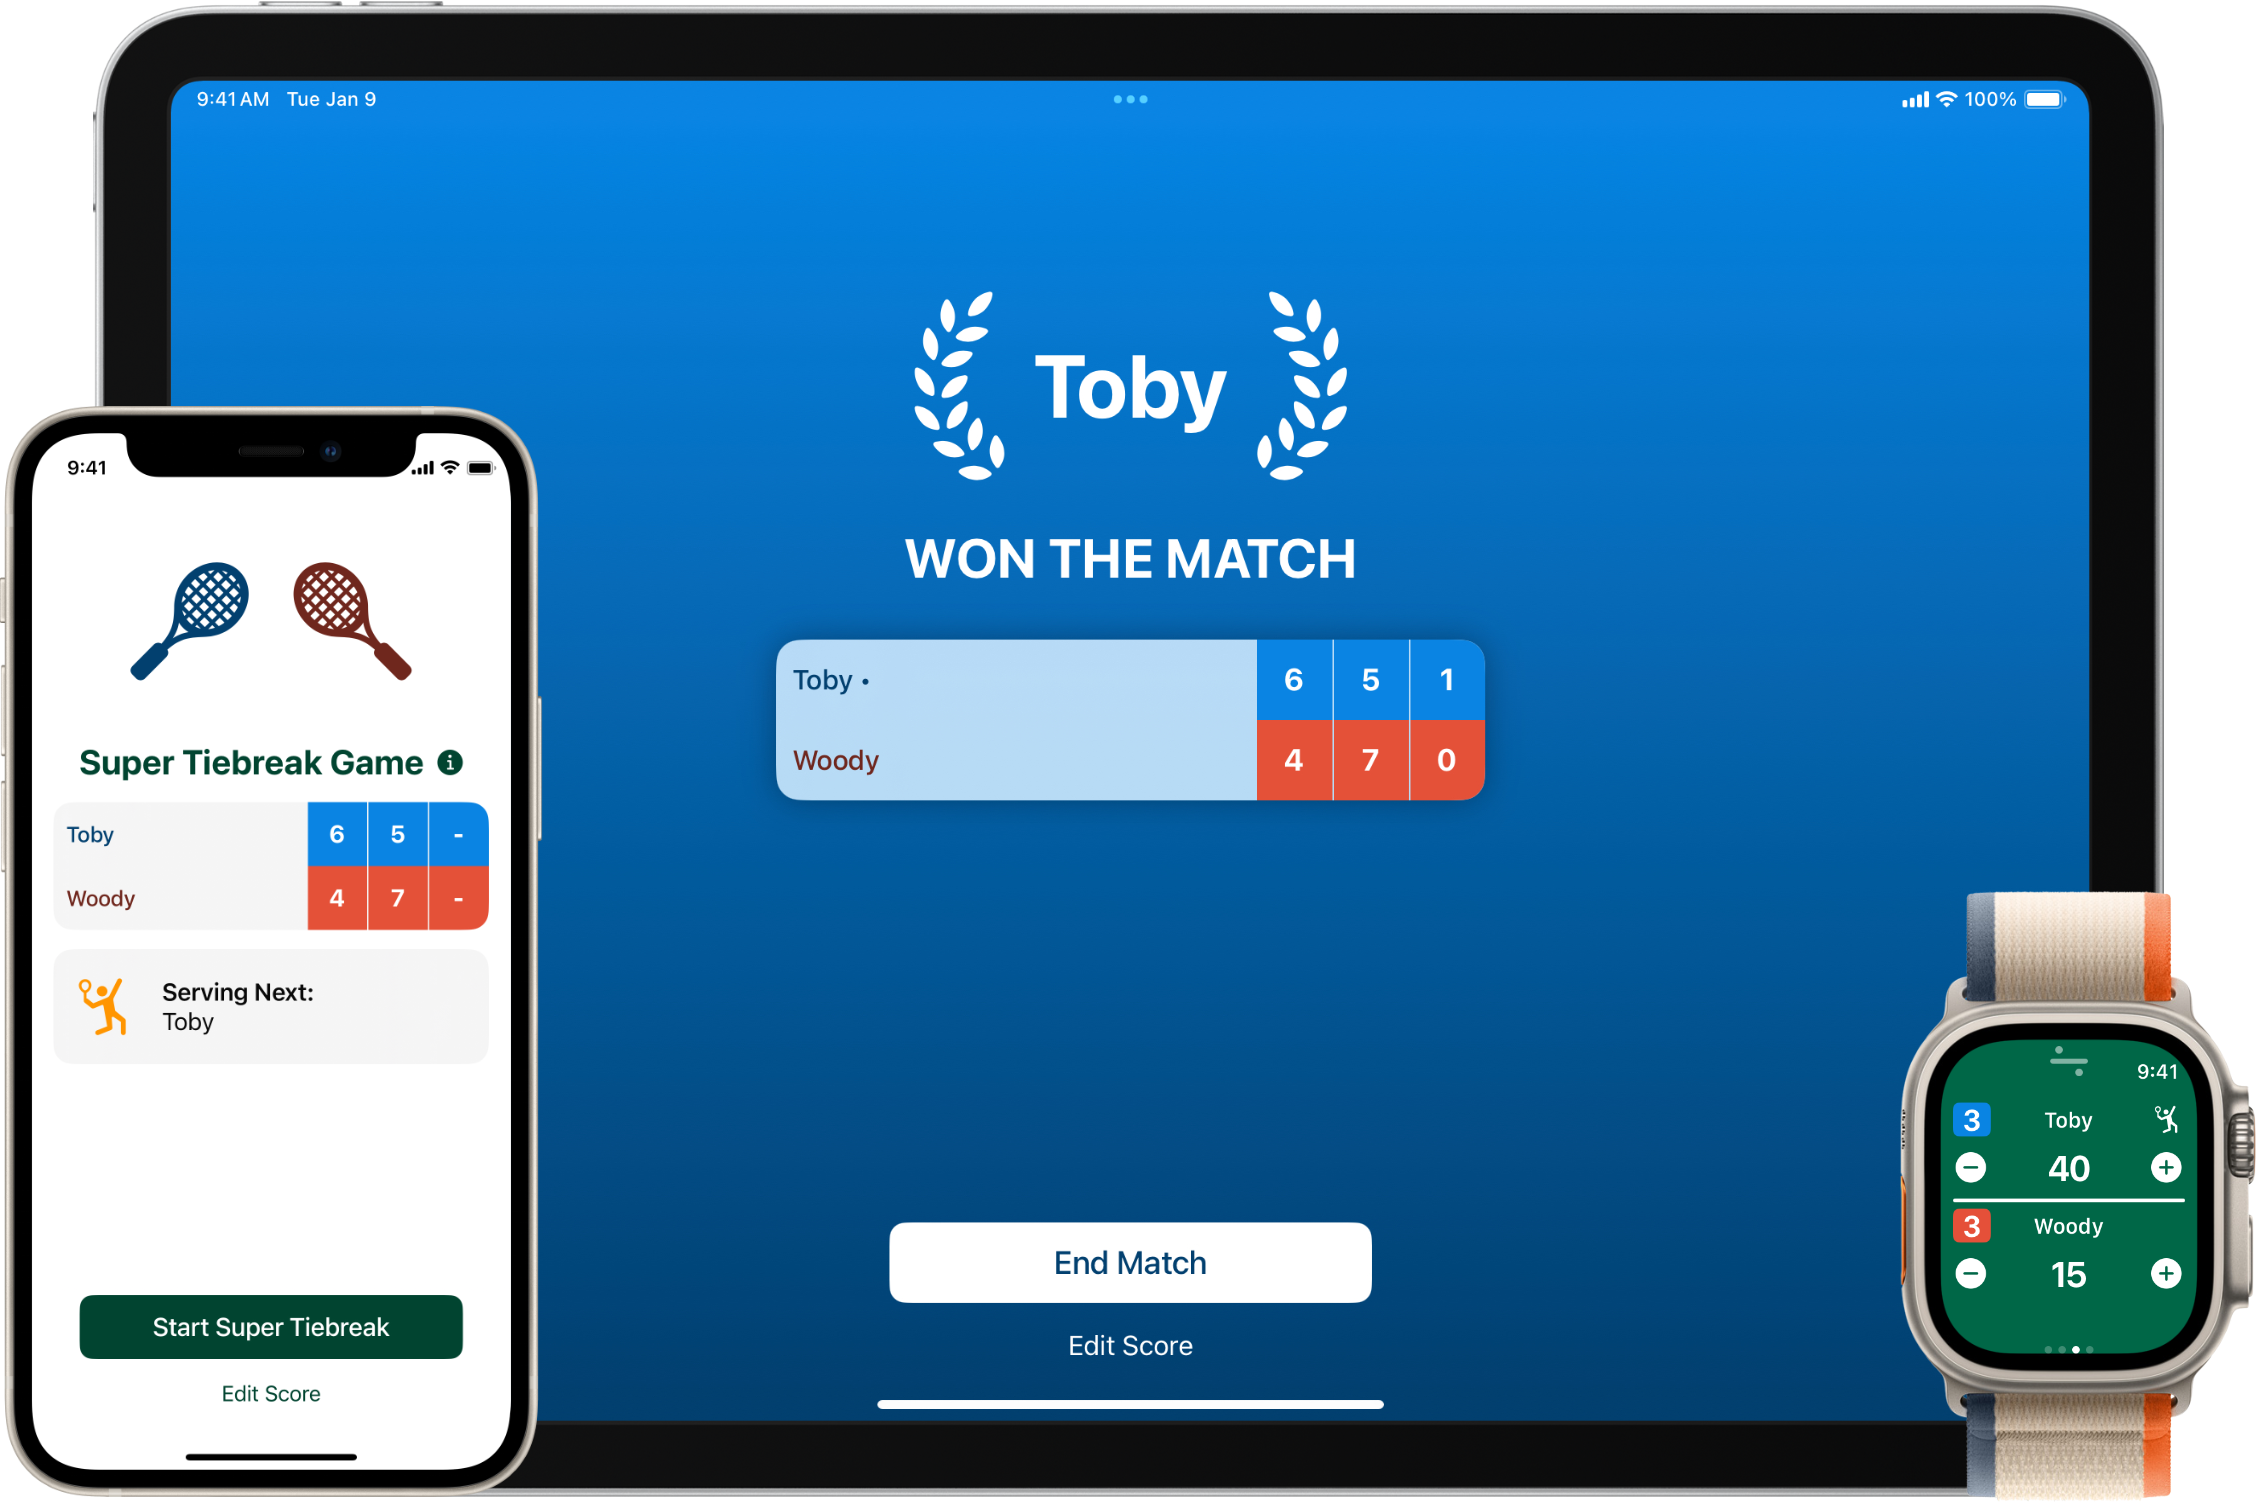 9:41 AM Tue Jan 9
100%
Toby
WON THE MATCH
Toby • 6 5 1
Woody 4 7 0
End Match
Edit Score
9:41
Super Tiebreak Game
Toby 6 5 -
Woody 4 7 -
Serving Next:
Toby
Start Super Tiebreak
Edit Score
9:41
3 Toby
40
3 Woody
15